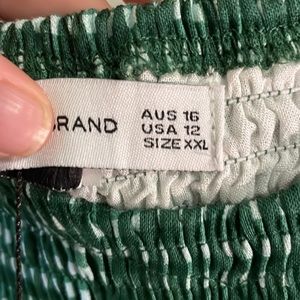 BRAND
AUS 16
USA 12
SIZE XXL